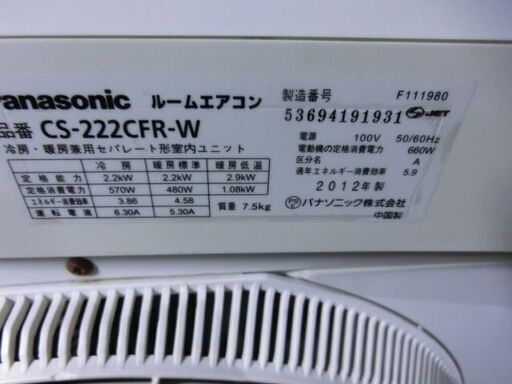 Panasonic ルームエアコン
品番 CS-222CFR-W
冷房・暖房兼用セパレート形室内ユニット
冷房 暖房標準 暖房低温
定格能力 2.2kW 2.2kW 2.9kW
定格消費電力 570W 480W 1.08kW
エネルギー消費効率 3.86 4.58
運転電流 6.30A 5.30A
質量 7.5kg
製造番号 F111980
53694191931
JET
電源 100V 50/60Hz
電動機の定格消費電力 660W
区分名 A
通年エネルギー消費効率 5.9
2012年製
PS E パナソニック株式会社
中国製